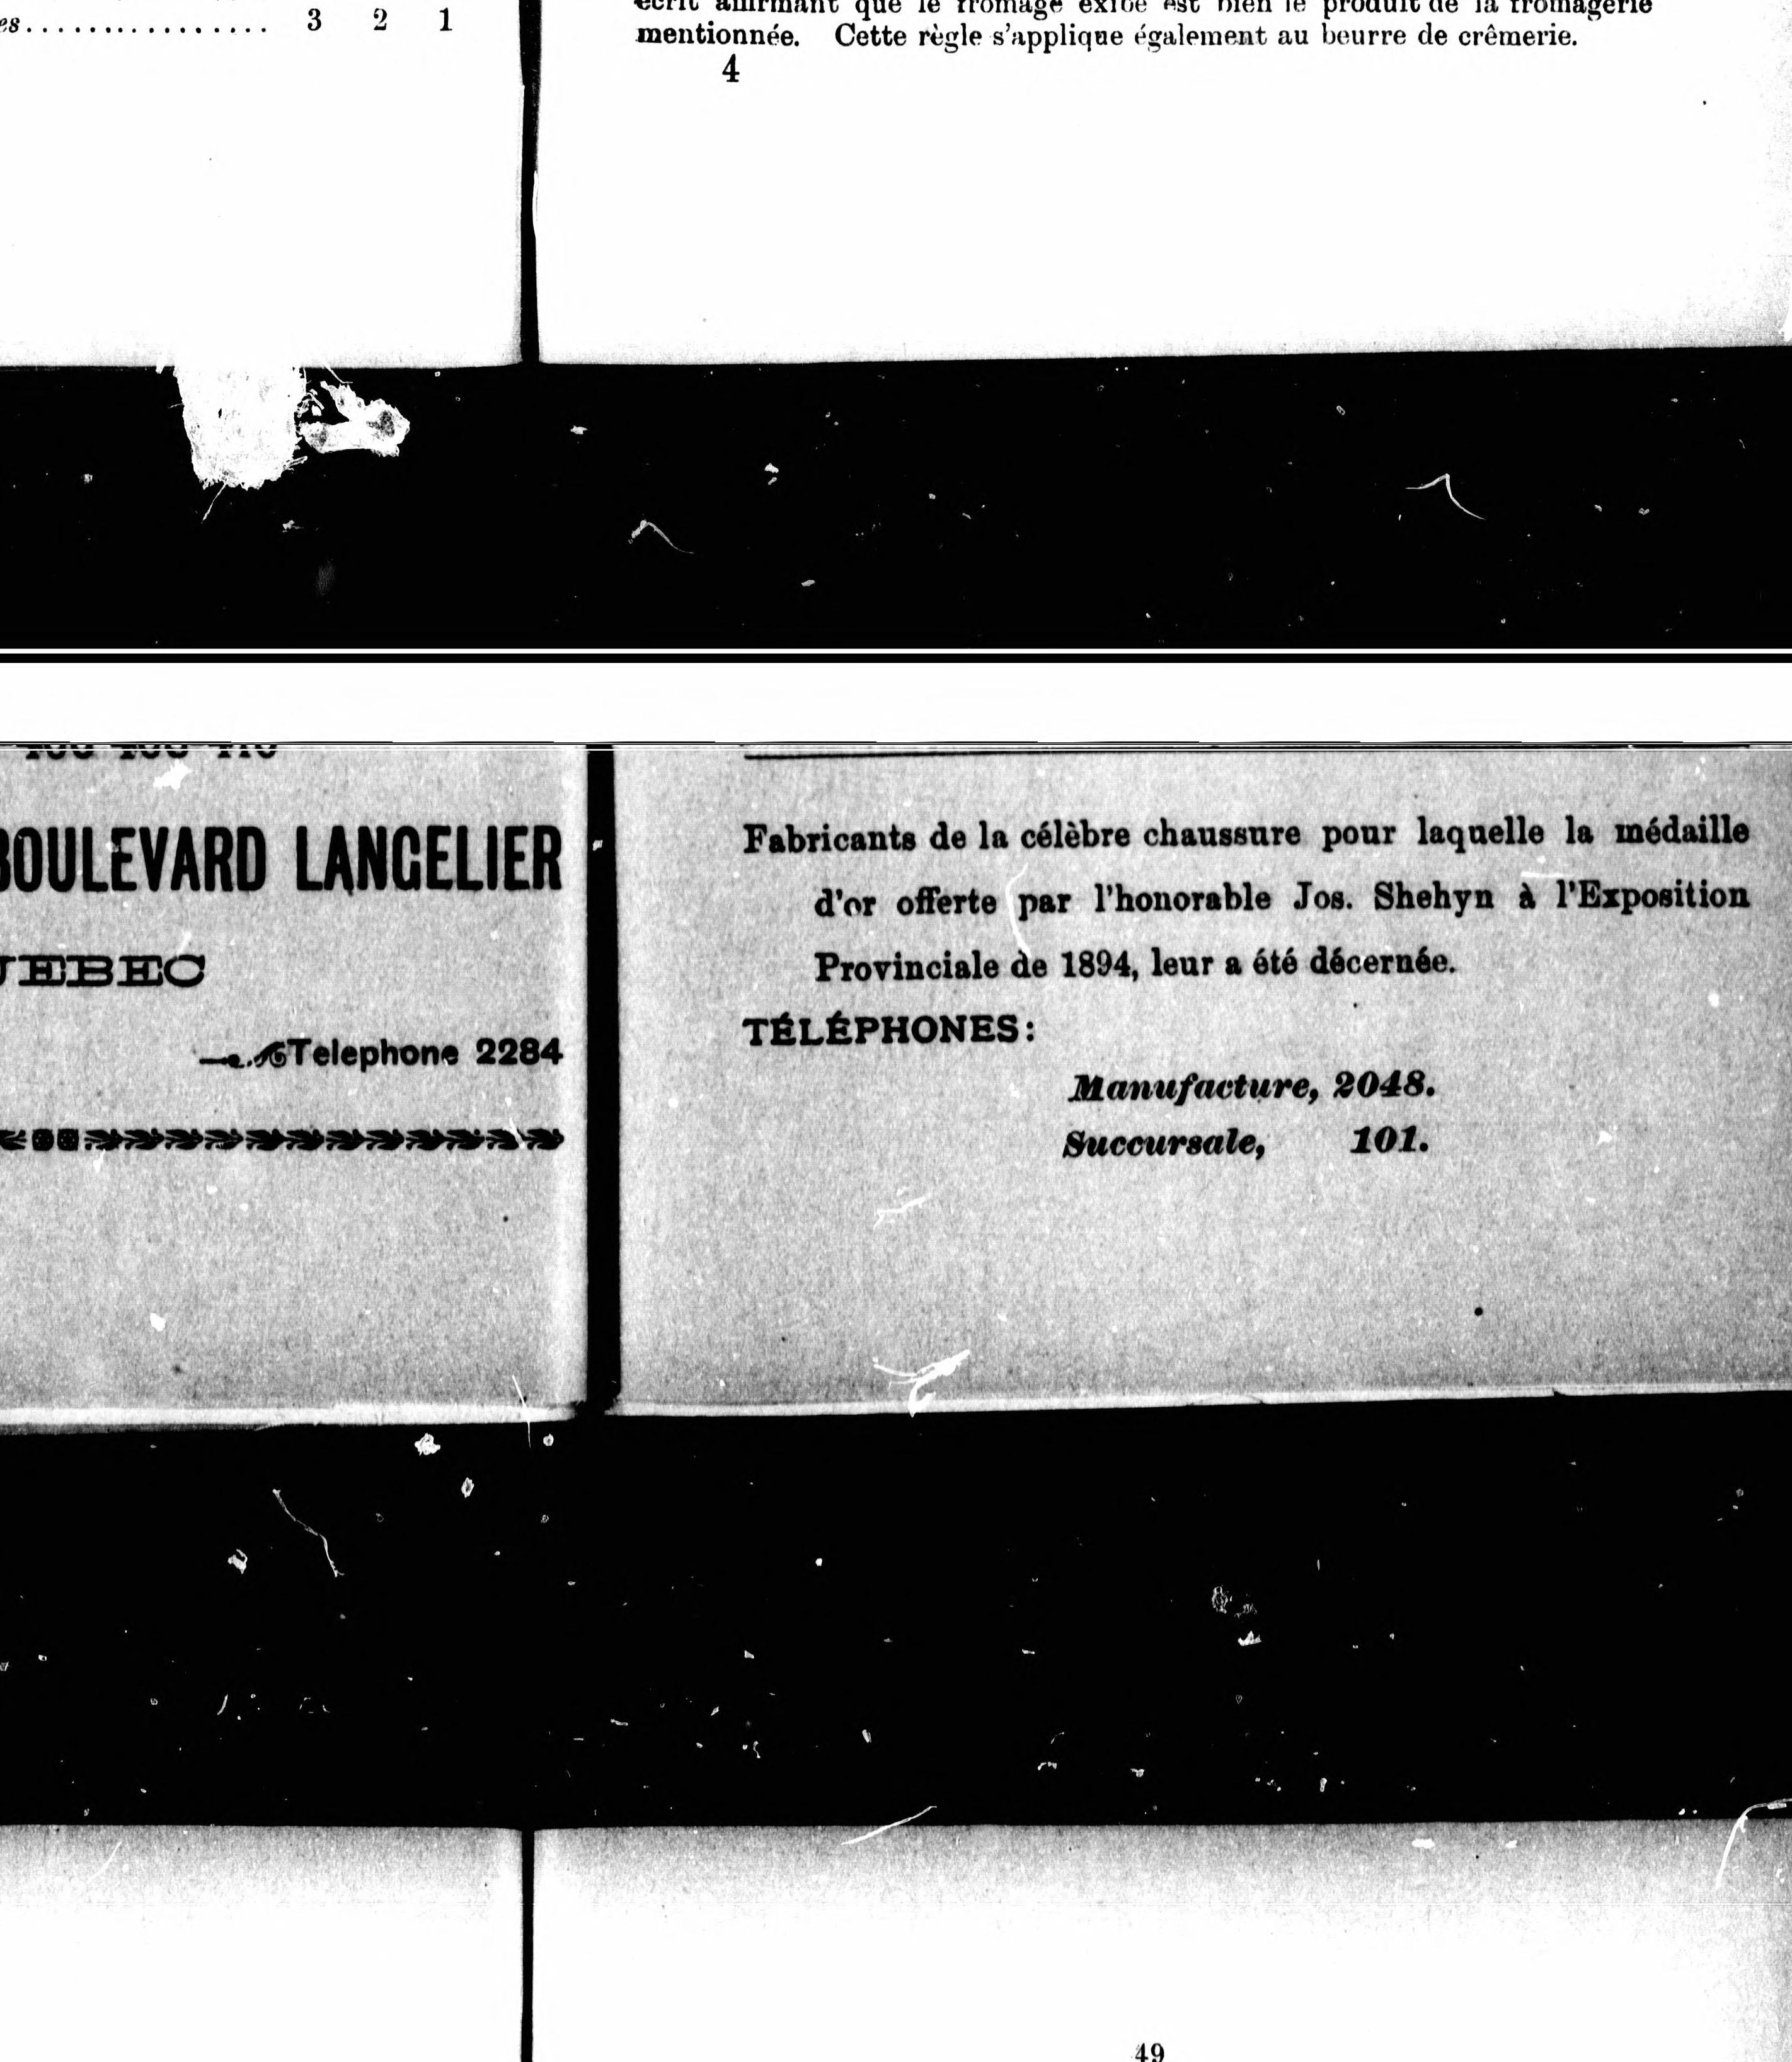 es................ 3 2 1
écrit affirmant que le fromage exibé est bien le produit de la fromagerie
mentionnée. Cette règle s'applique également au beurre de crêmerie.
4
BOULEVARD LANGELIER
UEBEC
Telephone 2284
Fabricants de la célèbre chaussure pour laquelle la médaille
d'or offerte par l'honorable Jos. Shehyn à l'Exposition
Provinciale de 1894, leur a été décernée.
TÉLÉPHONES:
Manufacture, 2048.
Succursale, 101.
49